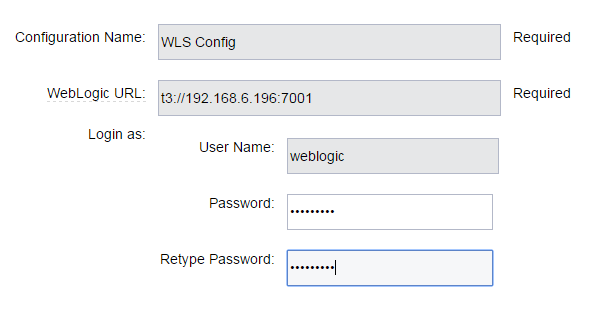 Configuration Name: WLS Config Required
WebLogic URL: t3://192.168.6.196:7001 Required
Login as:
User Name: weblogic
Password: •••••••••
Retype Password: •••••••••